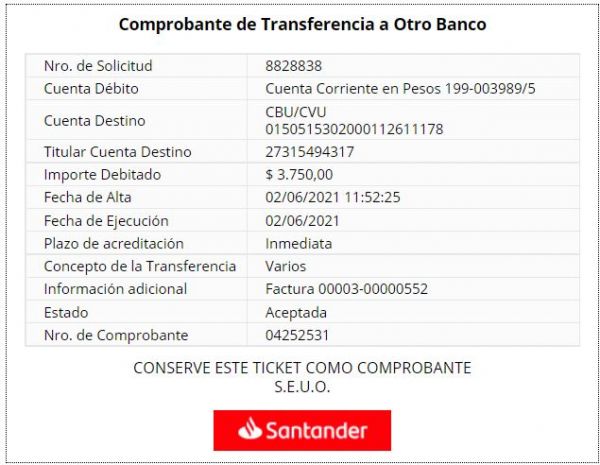 Comprobante de Transferencia a Otro Banco
Nro. de Solicitud 8828838
Cuenta Débito Cuenta Corriente en Pesos 199-003989/5
Cuenta Destino CBU/CVU
0150515302000112611178
Titular Cuenta Destino 27315494317
Importe Debitado $ 3.750,00
Fecha de Alta 02/06/2021 11:52:25
Fecha de Ejecución 02/06/2021
Plazo de acreditación Inmediata
Concepto de la Transferencia Varios
Información adicional Factura 00003-00000552
Estado Aceptada
Nro. de Comprobante 04252531
CONSERVE ESTE TICKET COMO COMPROBANTE
S.E.U.O.
Santander